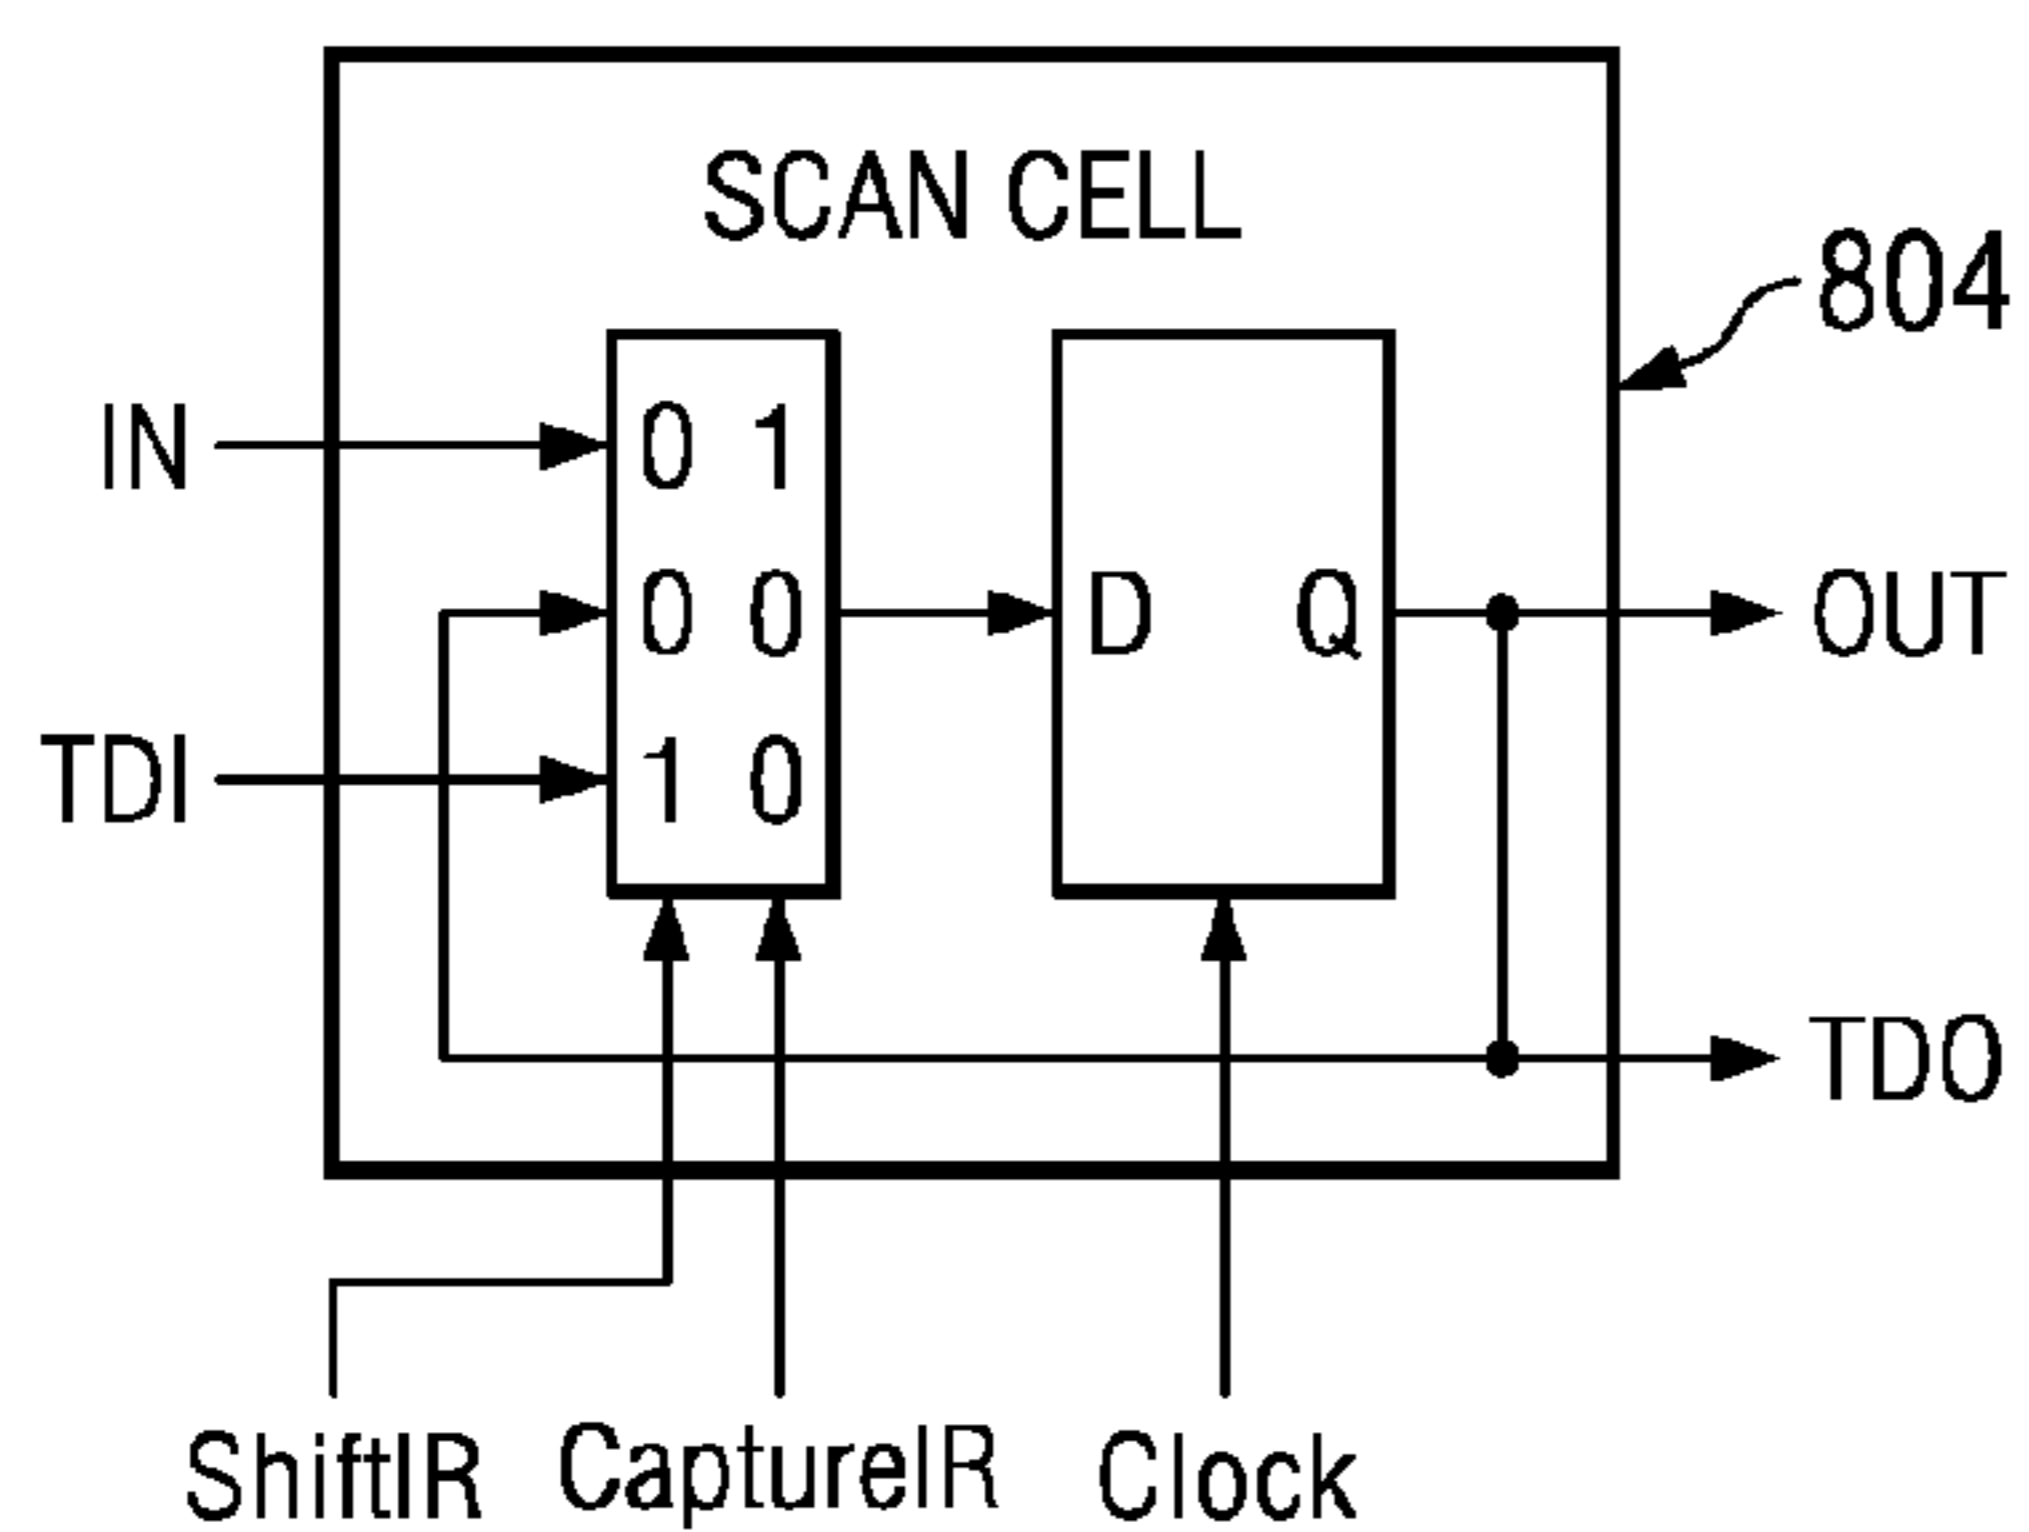 SCAN CELL
804
IN
0 1
0 0
D
Q
OUT
TDI
1 0
TDO
ShiftIR
CaptureIR
Clock